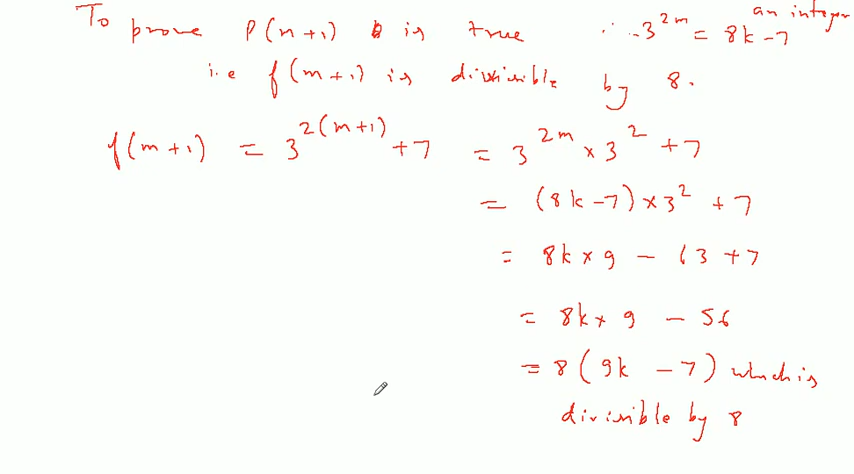 To prove P(m+1) is true ∴ 3^{2m} = 8k - 7
an integer
i.e f(m+1) is divisible by 8.
f(m+1) = 3^{2(m+1)} + 7 = 3^{2m} × 3^2 + 7
= (8k - 7) × 3^2 + 7
= 8k × 9 - 63 + 7
= 8k × 9 - 56
= 8(9k - 7) which is
divisible by 8